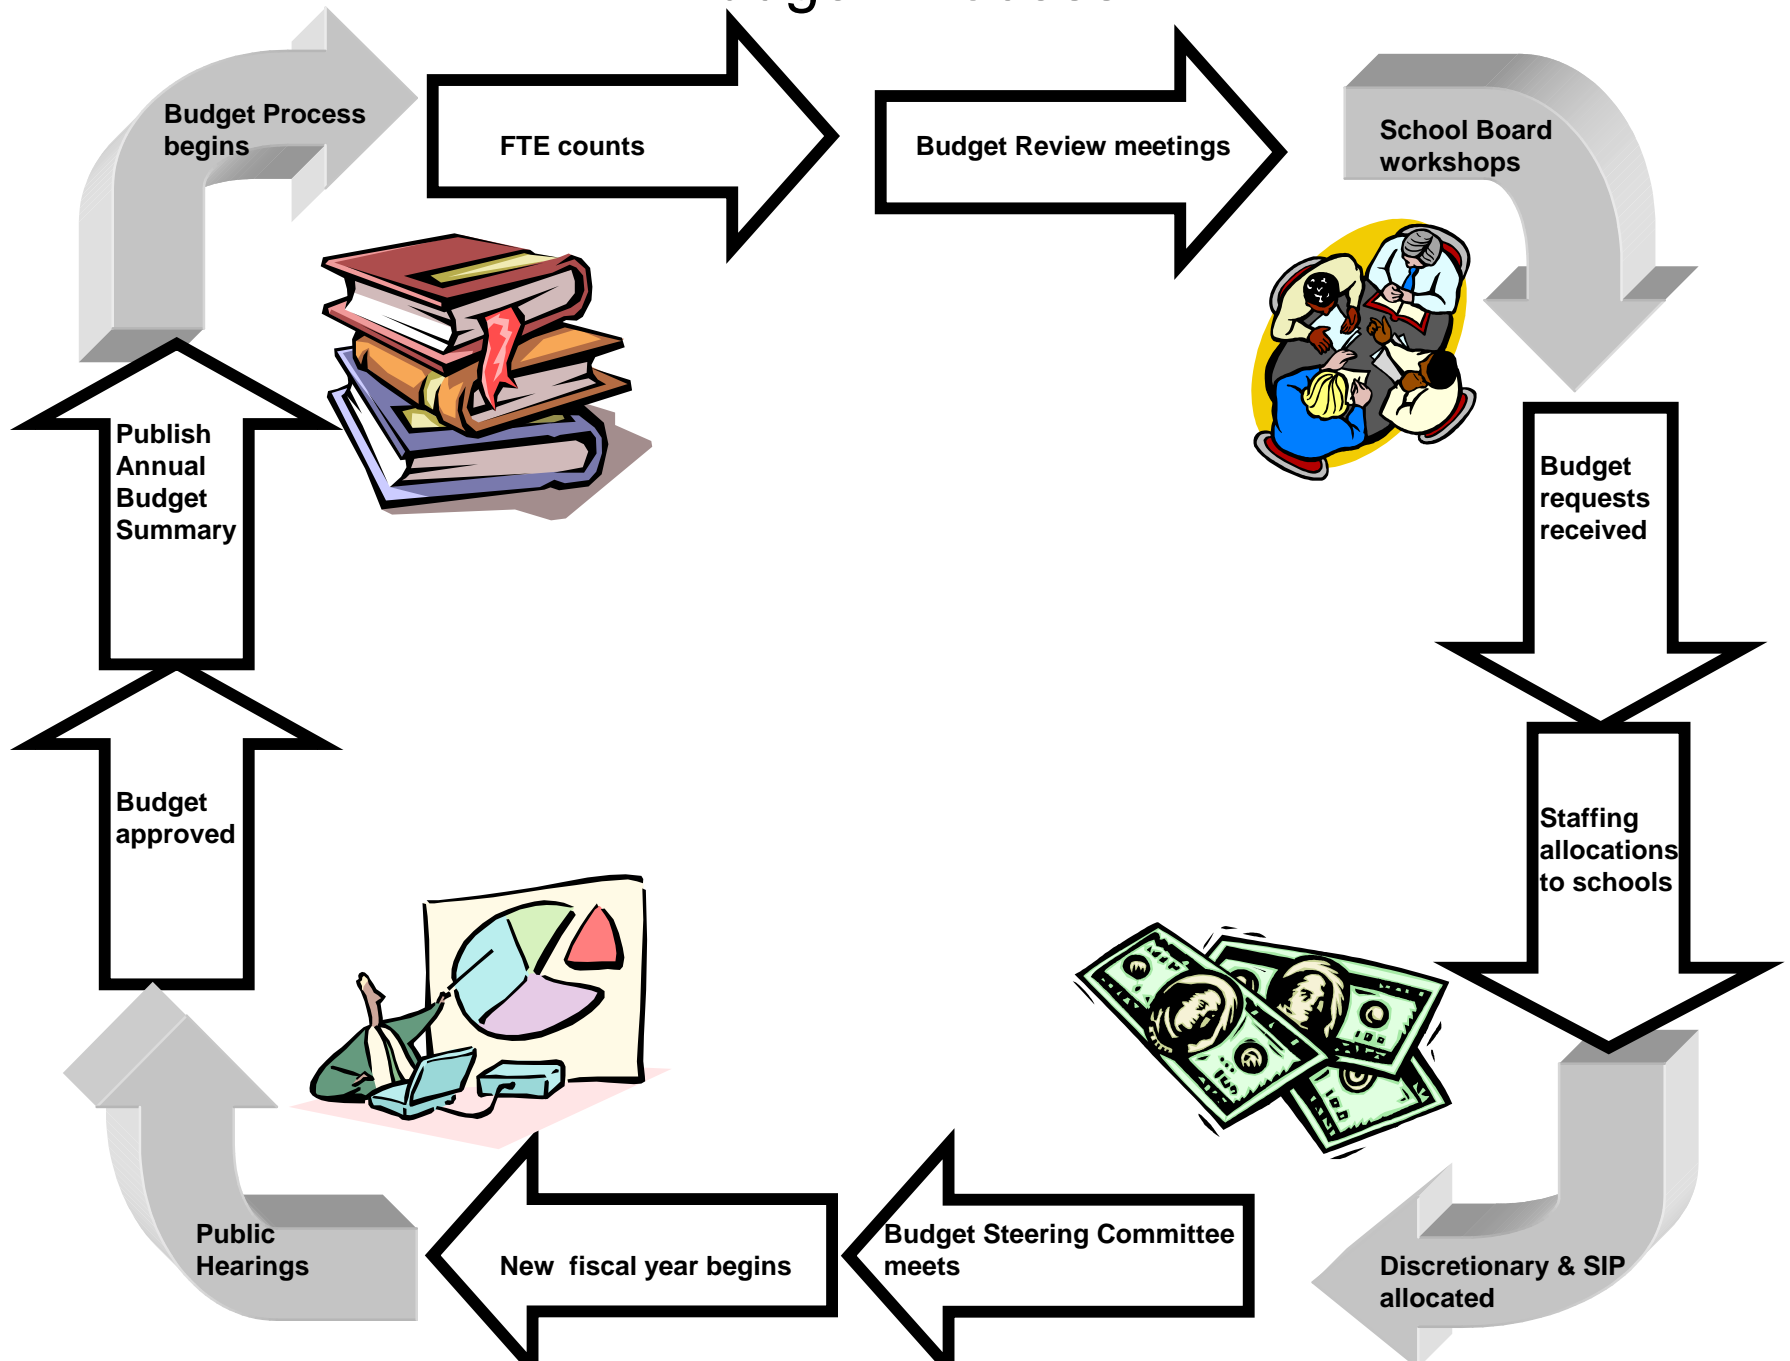 Budget Process
begins
FTE counts
Budget Review meetings
School Board
workshops
Budget
requests
received
Staffing
allocations
to schools
Discretionary & SIP
allocated
Budget Steering Committee
meets
New  fiscal year begins
Public
Hearings
Budget
approved
Publish
Annual
Budget
Summary